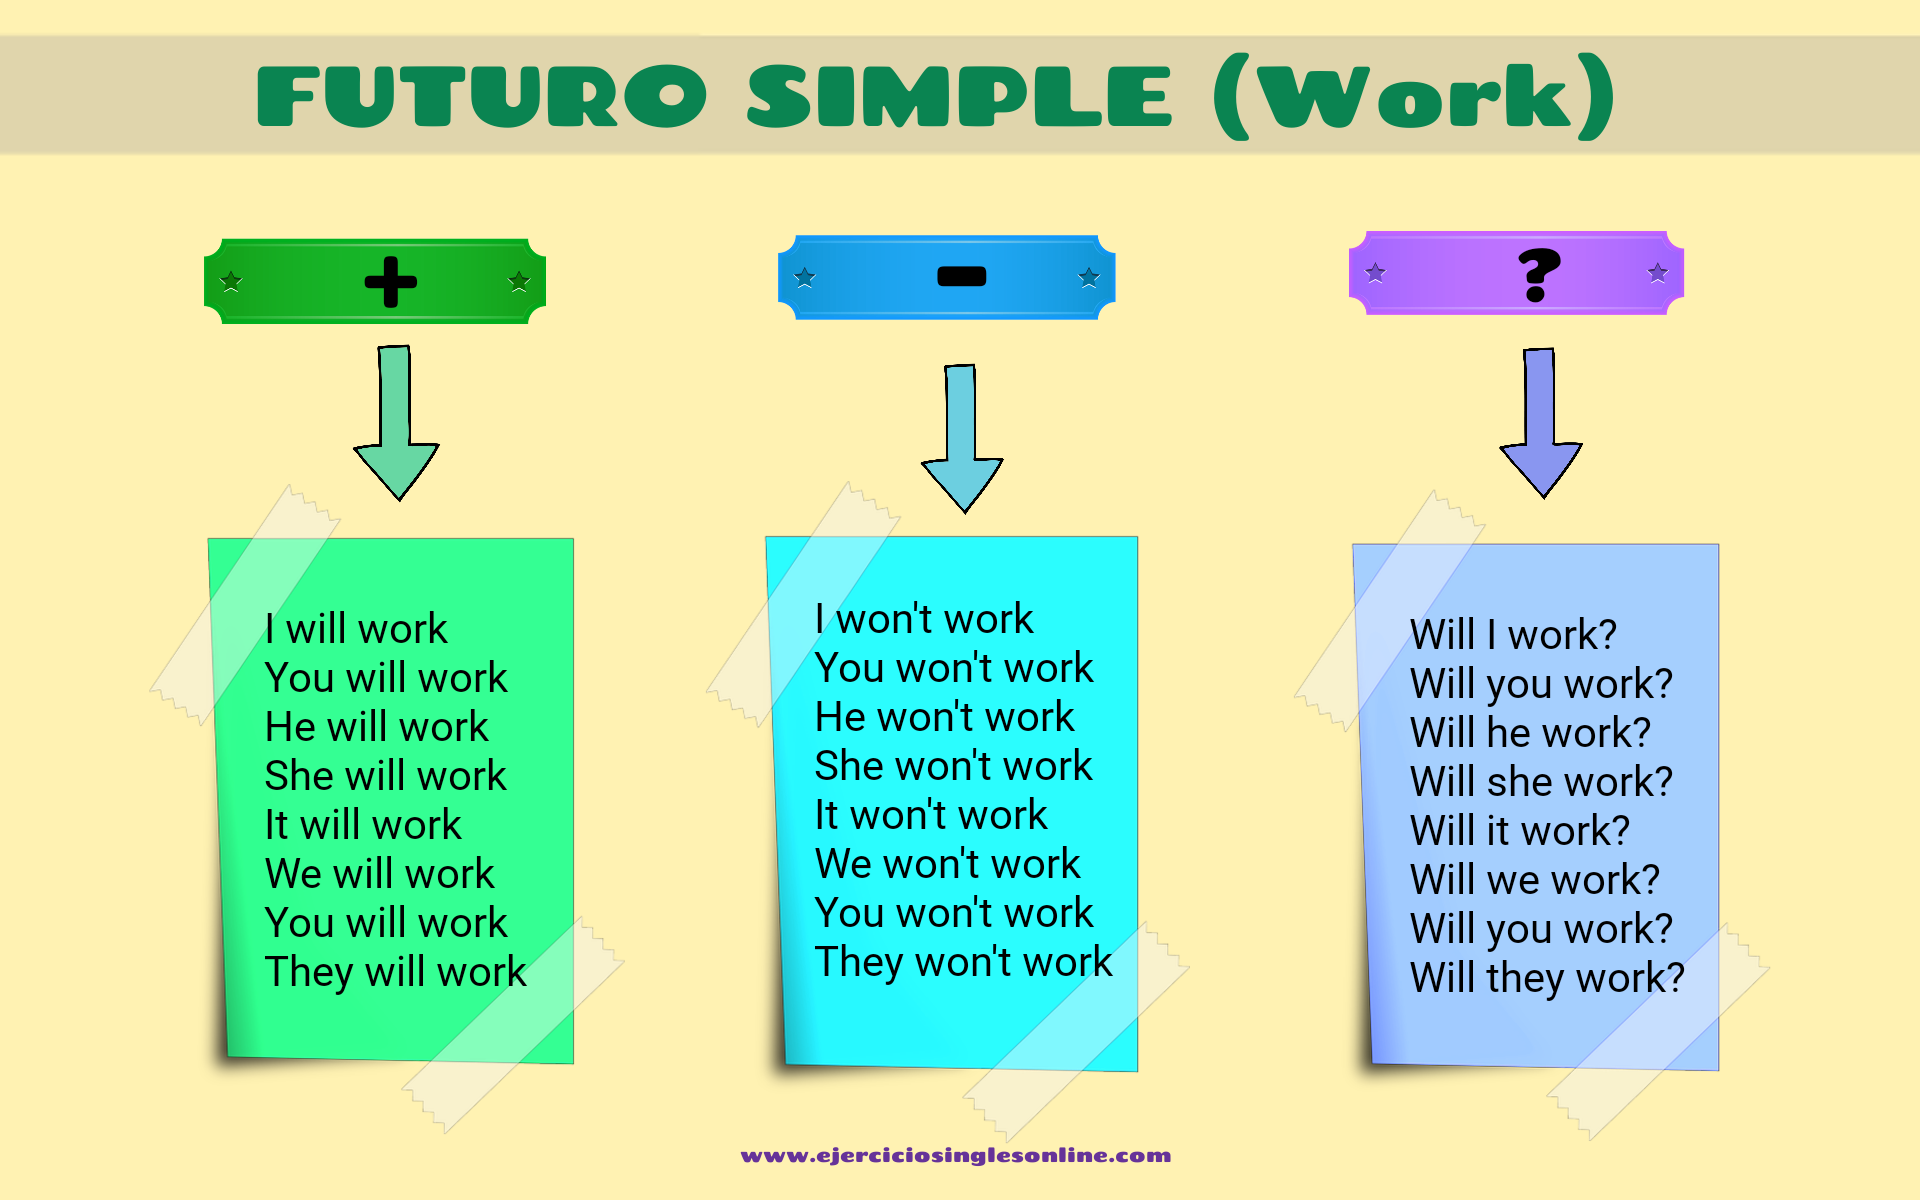 FUTURO SIMPLE (Work)
+
-
?
I will work
You will work
He will work
She will work
It will work
We will work
You will work
They will work
I won't work
You won't work
He won't work
She won't work
It won't work
We won't work
You won't work
They won't work
Will I work?
Will you work?
Will he work?
Will she work?
Will it work?
Will we work?
Will you work?
Will they work?
www.ejerciciosinglesonline.com